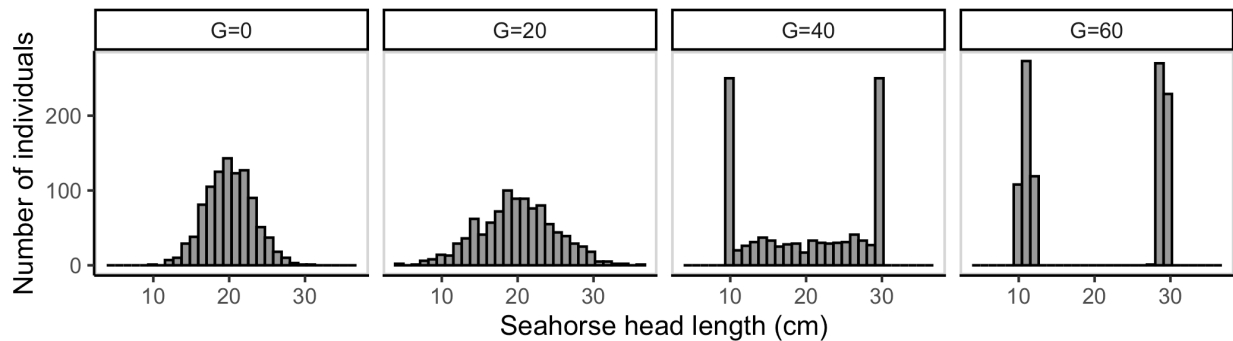 G=0 G=20 G=40 G=60
Number of individuals
200
100
0
10 20 30 10 20 30 10 20 30 10 20 30
Seahorse head length (cm)